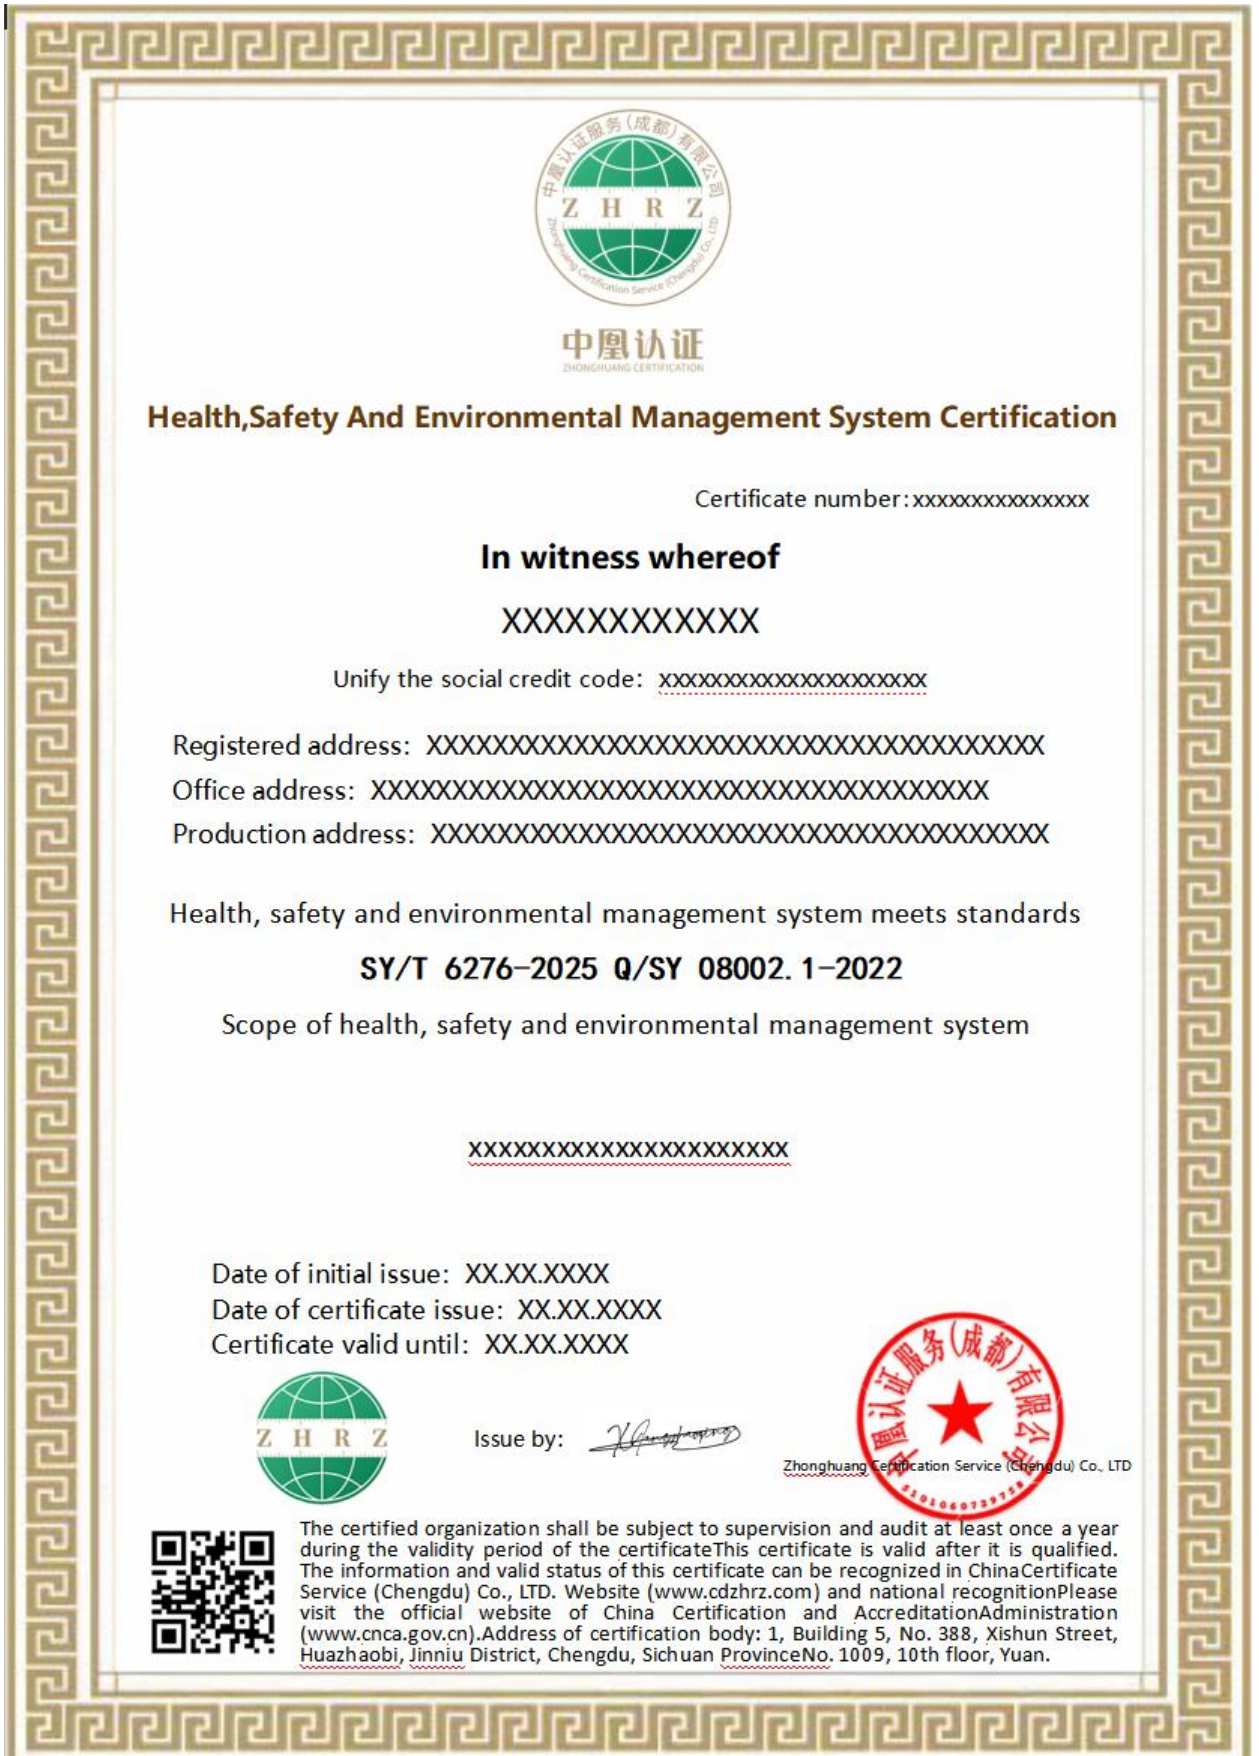 中凰认证服务(成都)有限公司
Z H R Z
Zhonghuang Certification Service (Chengdu) Co., LTD
中凰认证
ZHONGHUANG CERTIFICATION
Health,Safety And Environmental Management System Certification
Certificate number:xxxxxxxxxxxxxxx
In witness whereof
XXXXXXXXXXXX
Unify the social credit code: xxxxxxxxxxxxxxxxxxxxxx
Registered address: XXXXXXXXXXXXXXXXXXXXXXXXXXXXXXXXXXXXXX
Office address: XXXXXXXXXXXXXXXXXXXXXXXXXXXXXXXXXXXXXX
Production address: XXXXXXXXXXXXXXXXXXXXXXXXXXXXXXXXXXXXXX
Health, safety and environmental management system meets standards
SY/T 6276-2025 Q/SY 08002.1-2022
Scope of health, safety and environmental management system
xxxxxxxxxxxxxxxxxxxxxx
Date of initial issue: XX.XX.XXXX
Date of certificate issue: XX.XX.XXXX
Certificate valid until: XX.XX.XXXX
Z H R Z
Issue by:
中凰认证服务(成都)有限公司
Zhonghuang Certification Service (Chengdu) Co., LTD
5101060739758
The certified organization shall be subject to supervision and audit at least once a year
during the validity period of the certificateThis certificate is valid after it is qualified.
The information and valid status of this certificate can be recognized in ChinaCertificate
Service (Chengdu) Co., LTD. Website (www.cdzhrz.com) and national recognitionPlease
visit the official website of China Certification and AccreditationAdministration
(www.cnca.gov.cn).Address of certification body: 1, Building 5, No. 388, Xishun Street,
Huazhaobi, Jinniu District, Chengdu, Sichuan ProvinceNo. 1009, 10th floor, Yuan.